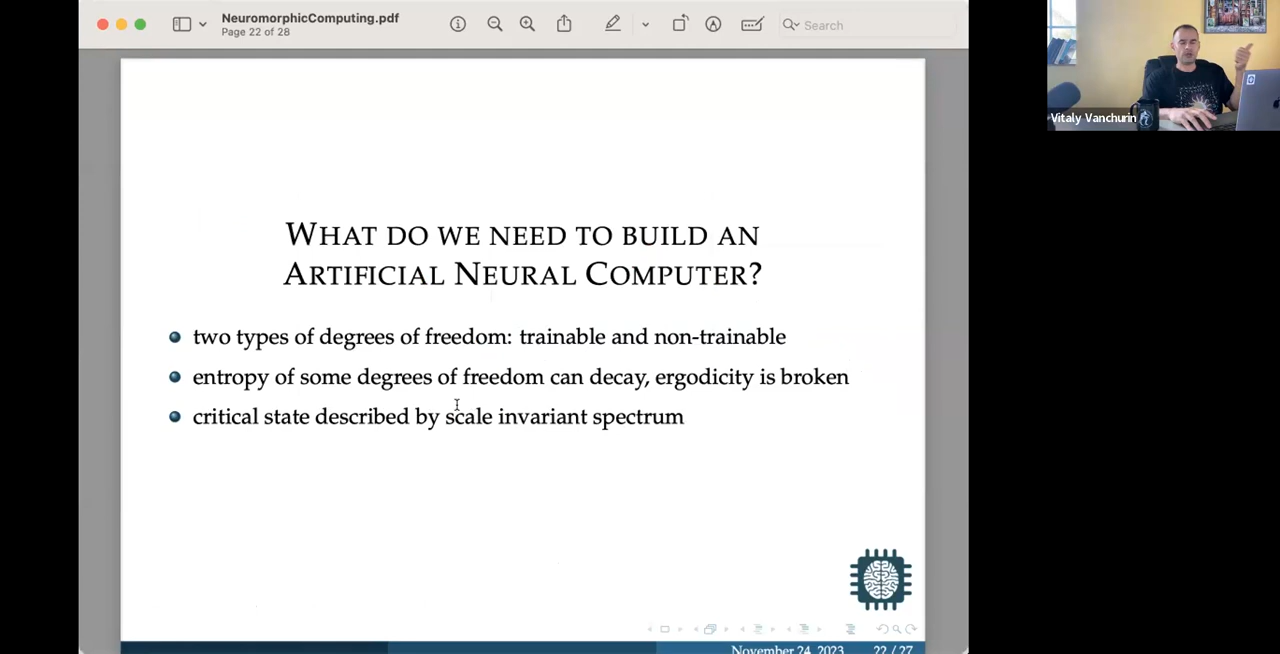 NeuromorphicComputing.pdf
Page 22 of 28
Search
Vitaly Vanchurin
WHAT DO WE NEED TO BUILD AN
ARTIFICIAL NEURAL COMPUTER?
two types of degrees of freedom: trainable and non-trainable
entropy of some degrees of freedom can decay, ergodicity is broken
critical state described by scale invariant spectrum
November 24, 2023 22 / 27